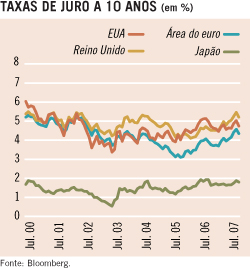 TAXAS DE JURO A 10 ANOS (em %)
EUA Área do euro
Reino Unido Japão
8
7
6
5
4
3
2
1
0
Jul. 00
Jul. 01
Jul. 02
Jul. 03
Jul. 04
Jul. 05
Jul. 06
Jul. 07
Fonte: Bloomberg.